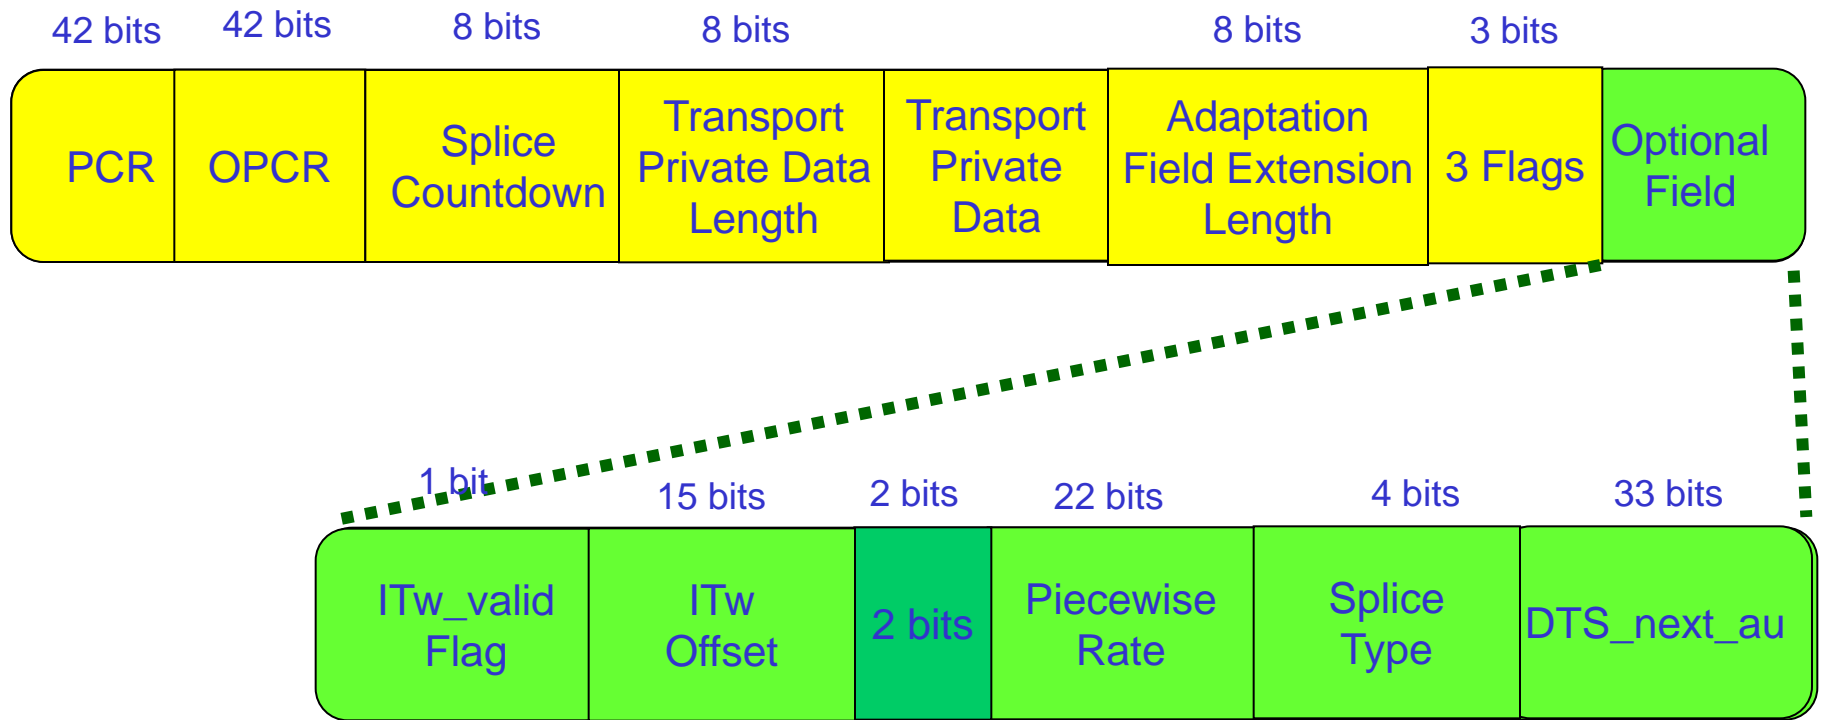 42 bits
42 bits
8 bits
8 bits
8 bits
3 bits
PCR
OPCR
Splice
Countdown
Transport
Private Data
Length
Transport
Private
Data
Adaptation
Field Extension
Length
3 Flags
Optional
Field
1 bit
15 bits
2 bits
22 bits
4 bits
33 bits
ITw_valid
Flag
ITw
Offset
2 bits
Piecewise
Rate
Splice
Type
DTS_next_au